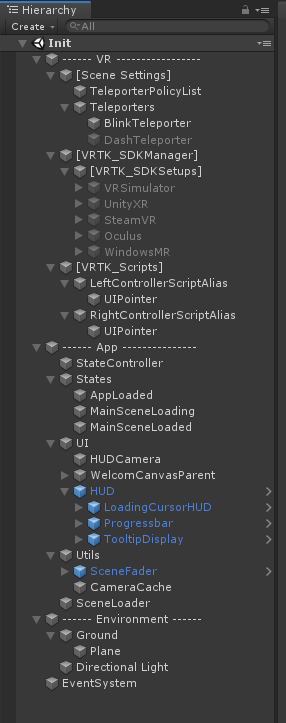 Hierarchy
Create
All
Init
------ VR -----------------
[Scene Settings]
TeleporterPolicyList
Teleporters
BlinkTeleporter
DashTeleporter
[VRTK_SDKManager]
[VRTK_SDKSetups]
VRSimulator
UnityXR
SteamVR
Oculus
WindowsMR
[VRTK_Scripts]
LeftControllerScriptAlias
UIPointer
RightControllerScriptAlias
UIPointer
------ App ---------------
StateController
States
AppLoaded
MainSceneLoading
MainSceneLoaded
UI
HUDCamera
WelcomCanvasParent
HUD
LoadingCursorHUD
Progressbar
TooltipDisplay
Utils
SceneFader
CameraCache
SceneLoader
------ Environment ------
Ground
Plane
Directional Light
EventSystem